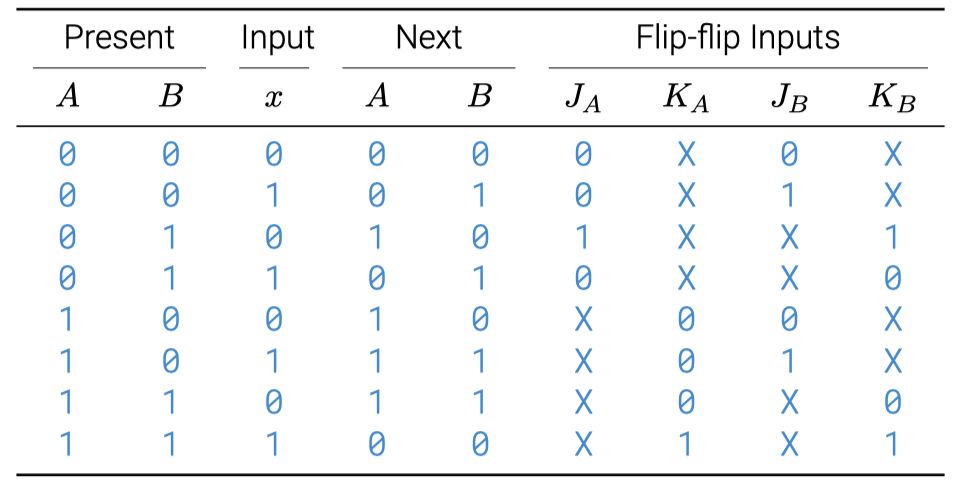 Present Input Next Flip-flip Inputs
A B x A B J_A K_A J_B K_B
0 0 0 0 0 0 X 0 X
0 0 1 0 1 0 X 1 X
0 1 0 1 0 1 X X 1
0 1 1 0 1 0 X X 0
1 0 0 1 0 X 0 0 X
1 0 1 1 1 X 0 1 X
1 1 0 1 1 X 0 X 0
1 1 1 0 0 X 1 X 1